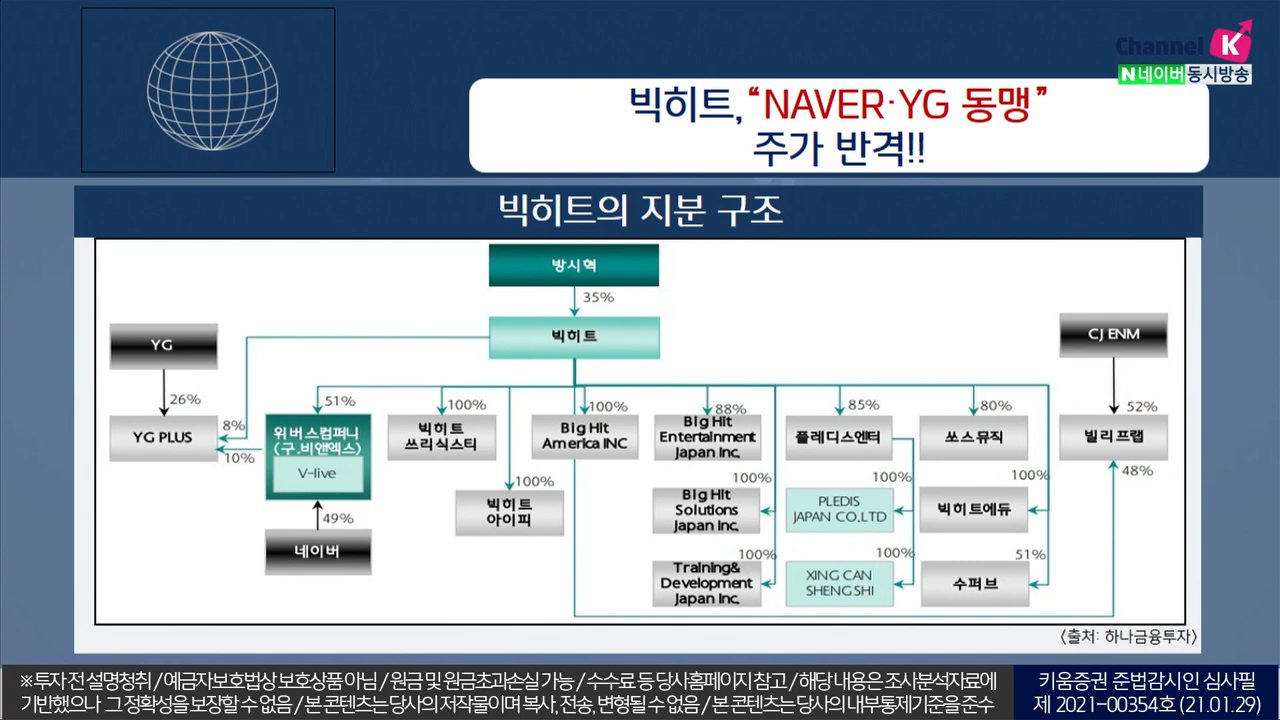 Channel K
N 네이버 동시방송
빅히트, “NAVER·YG 동맹”
주가 반격!!
빅히트의 지분 구조
방시혁
35%
빅히트
YG
CJ ENM
26%
51%
100%
100%
88%
85%
80%
52%
YG PLUS
8%
10%
위버스컴퍼니
(구.비앤엑스)
V-live
빅히트
쓰리식스티
Big Hit
America INC
Big Hit
Entertainment
Japan Inc.
플레디스엔터
쏘스뮤직
빌리프랩
48%
100%
100%
100%
100%
49%
네이버
빅히트
아이피
Big Hit
Solutions
Japan Inc.
PLEDIS
JAPAN CO.LTD
빅히트에듀
100%
100%
51%
Training&
Development
Japan Inc.
XING CAN
SHENG SHI
수퍼브
<출처: 하나금융투자>
※ 투자 전 설명청취 / 예금자보호법상 보호상품 아님 / 원금 및 원금초과손실 가능 / 수수료 등 당사홈페이지 참고 / 해당 내용은 조사분석자료에
기반했으나 그 정확성을 보장할 수 없음 / 본 콘텐츠는 당사의 저작물이며 복사, 전송, 변형될 수 없음 / 본 콘텐츠는 당사의 내부통제기준을 준수
키움증권 준법감시인 심사필
제 2021-00354호 (21.01.29)